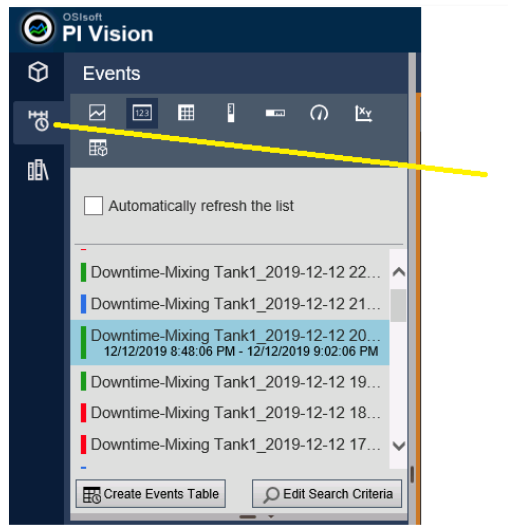 OSIsoft
PI Vision
Events
123
XY
Automatically refresh the list
Downtime-Mixing Tank1_2019-12-12 22...
Downtime-Mixing Tank1_2019-12-12 21...
Downtime-Mixing Tank1_2019-12-12 20...
12/12/2019 8:48:06 PM - 12/12/2019 9:02:06 PM
Downtime-Mixing Tank1_2019-12-12 19...
Downtime-Mixing Tank1_2019-12-12 18...
Downtime-Mixing Tank1_2019-12-12 17...
Create Events Table
Edit Search Criteria